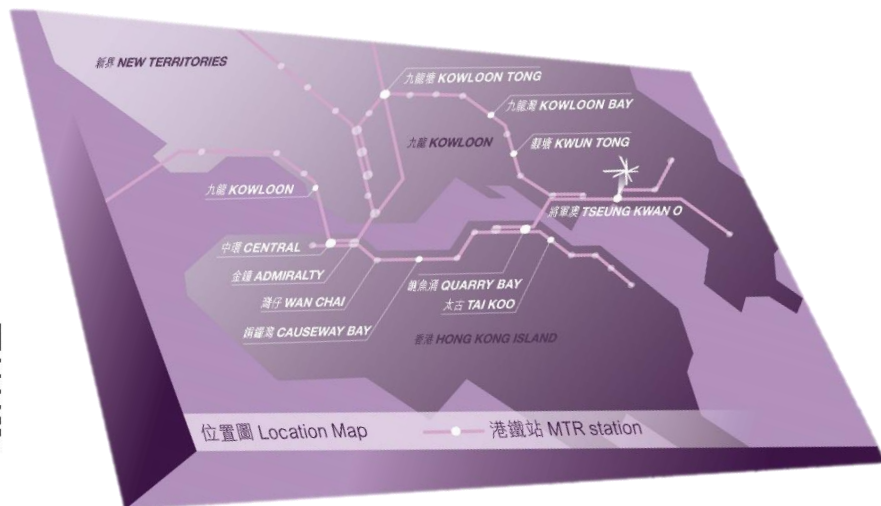 新界 NEW TERRITORIES
九龍塘 KOWLOON TONG
九龍灣 KOWLOON BAY
九龍 KOWLOON
觀塘 KWUN TONG
九龍 KOWLOON
將軍澳 TSEUNG KWAN O
中環 CENTRAL
金鐘 ADMIRALTY
鰂魚涌 QUARRY BAY
灣仔 WAN CHAI
太古 TAI KOO
銅鑼灣 CAUSEWAY BAY
香港 HONG KONG ISLAND
位置圖 Location Map
港鐵站 MTR station